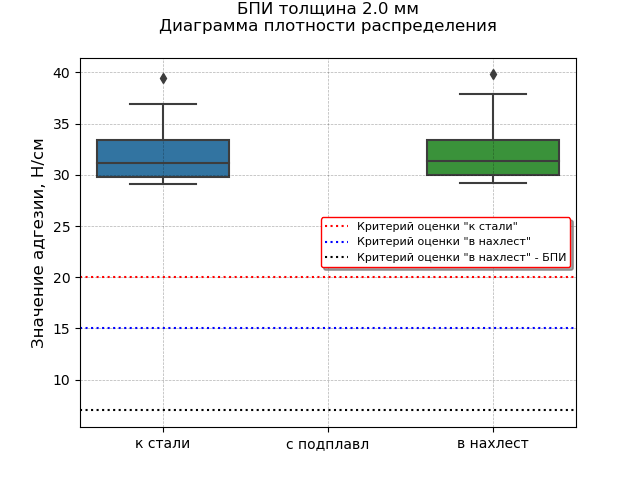 БПИ толщина 2.0 мм
Диаграмма плотности распределения
Значение адгезии, Н/см
40
35
30
25
20
15
10
Критерий оценки "к стали"
Критерий оценки "в нахлест"
Критерий оценки "в нахлест" - БПИ
к стали
с подплавл
в нахлест